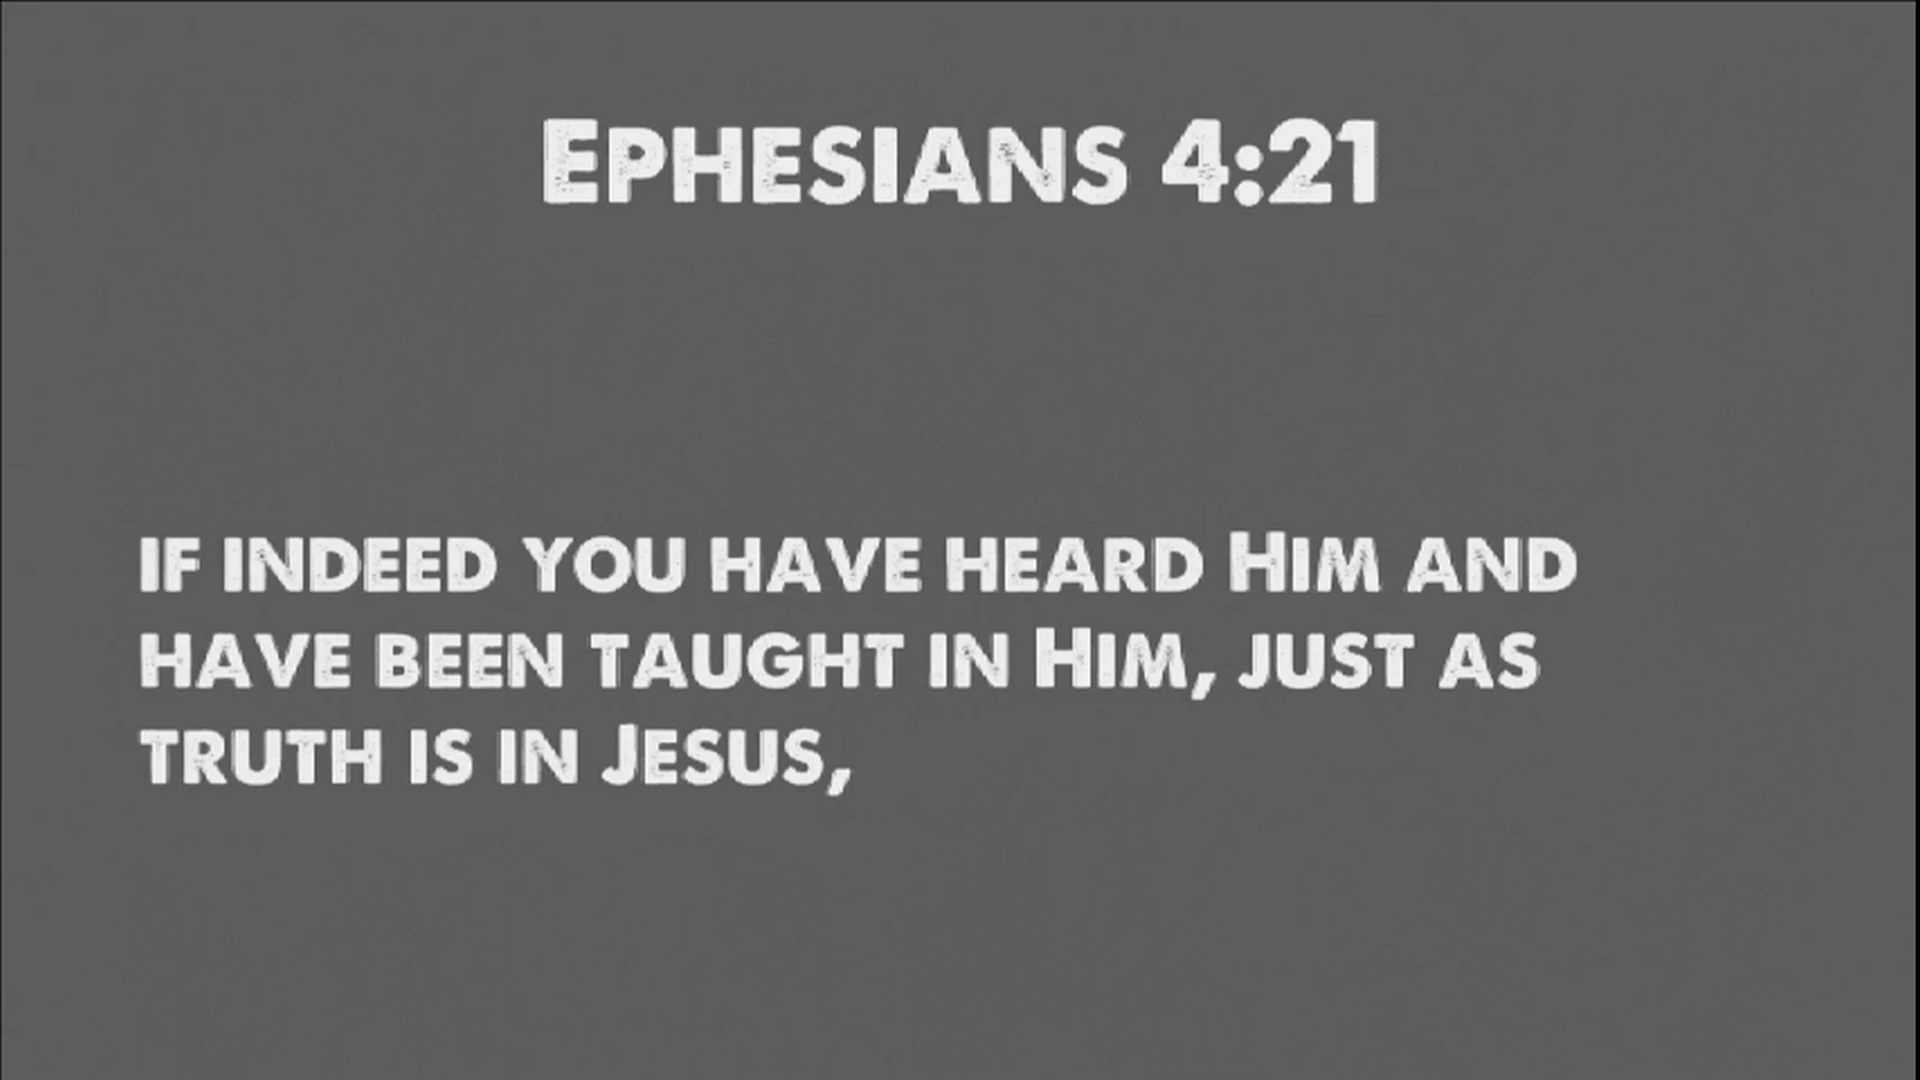 Ephesians 4:21
if indeed you have heard Him and
have been taught in Him, just as
truth is in Jesus,